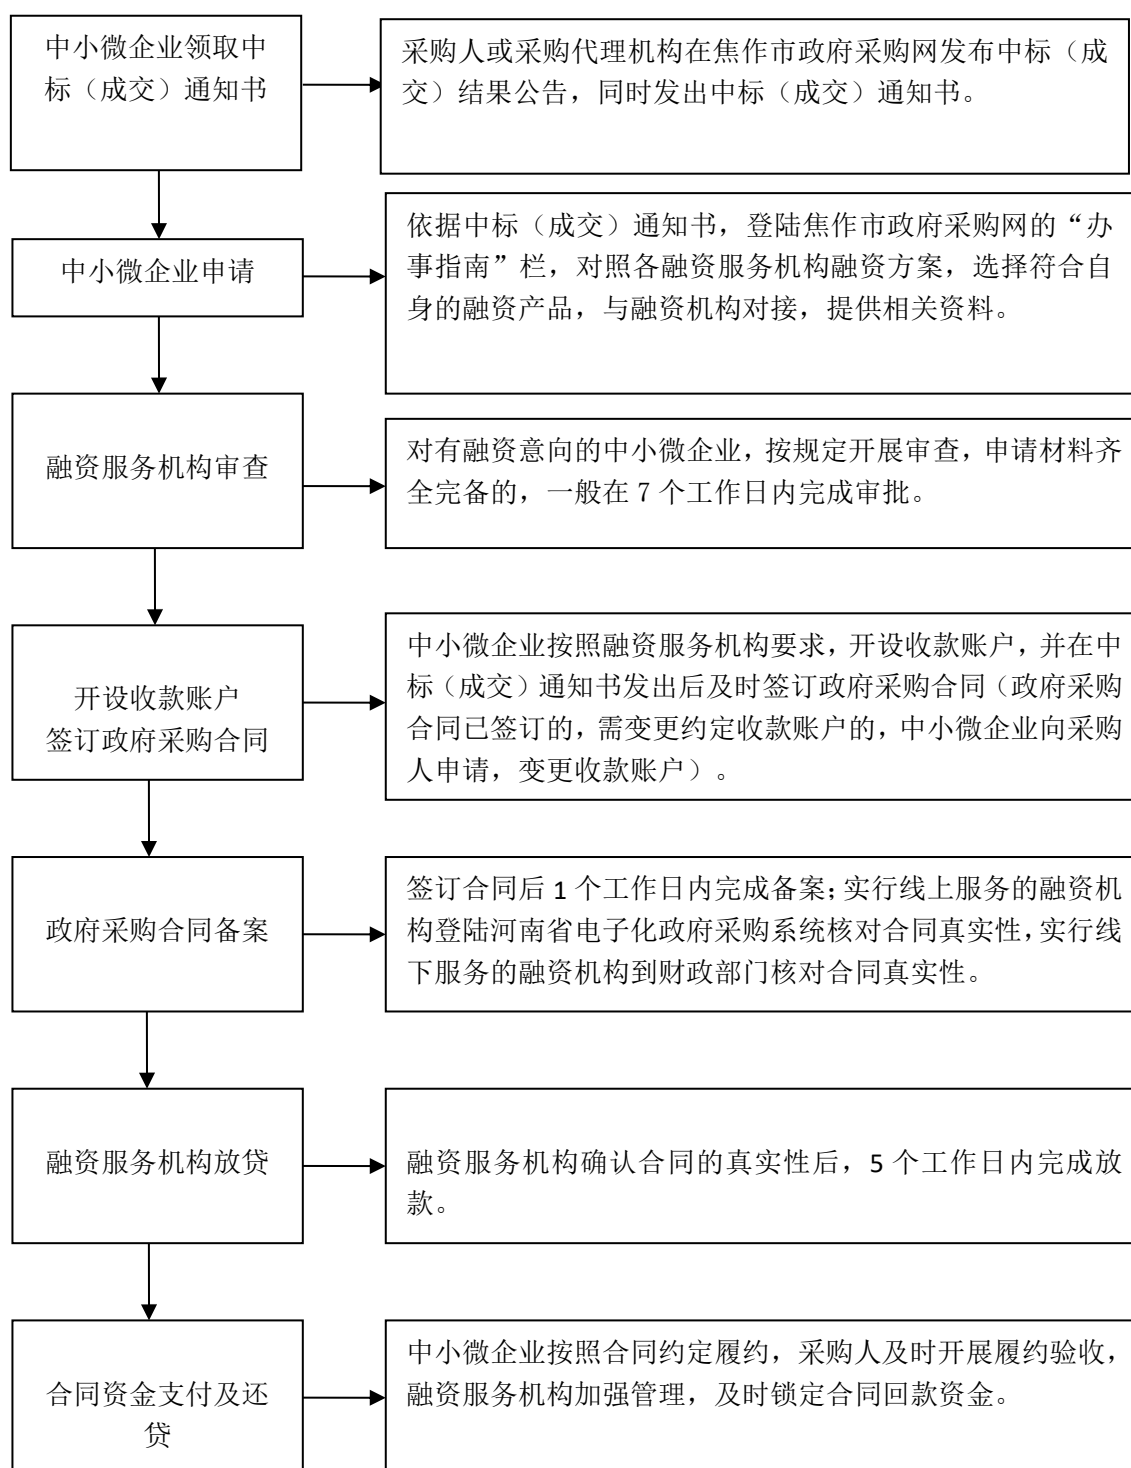 中小微企业领取中
标（成交）通知书
采购人或采购代理机构在焦作市政府采购网发布中标（成
交）结果公告，同时发出中标（成交）通知书。
中小微企业申请
依据中标（成交）通知书，登陆焦作市政府采购网的“办
事指南”栏，对照各融资服务机构融资方案，选择符合自
身的融资产品，与融资机构对接，提供相关资料。
融资服务机构审查
对有融资意向的中小微企业，按规定开展审查，申请材料齐
全完备的，一般在 7 个工作日内完成审批。
开设收款账户
签订政府采购合同
中小微企业按照融资服务机构要求，开设收款账户，并在中
标（成交）通知书发出后及时签订政府采购合同（政府采购
合同已签订的，需变更约定收款账户的，中小微企业向采购
人申请，变更收款账户）。
政府采购合同备案
签订合同后 1 个工作日内完成备案；实行线上服务的融资机
构登陆河南省电子化政府采购系统核对合同真实性，实行线
下服务的融资机构到财政部门核对合同真实性。
融资服务机构放贷
融资服务机构确认合同的真实性后，5 个工作日内完成放
款。
合同资金支付及还
贷
中小微企业按照合同约定履约，采购人及时开展履约验收，
融资服务机构加强管理，及时锁定合同回款资金。